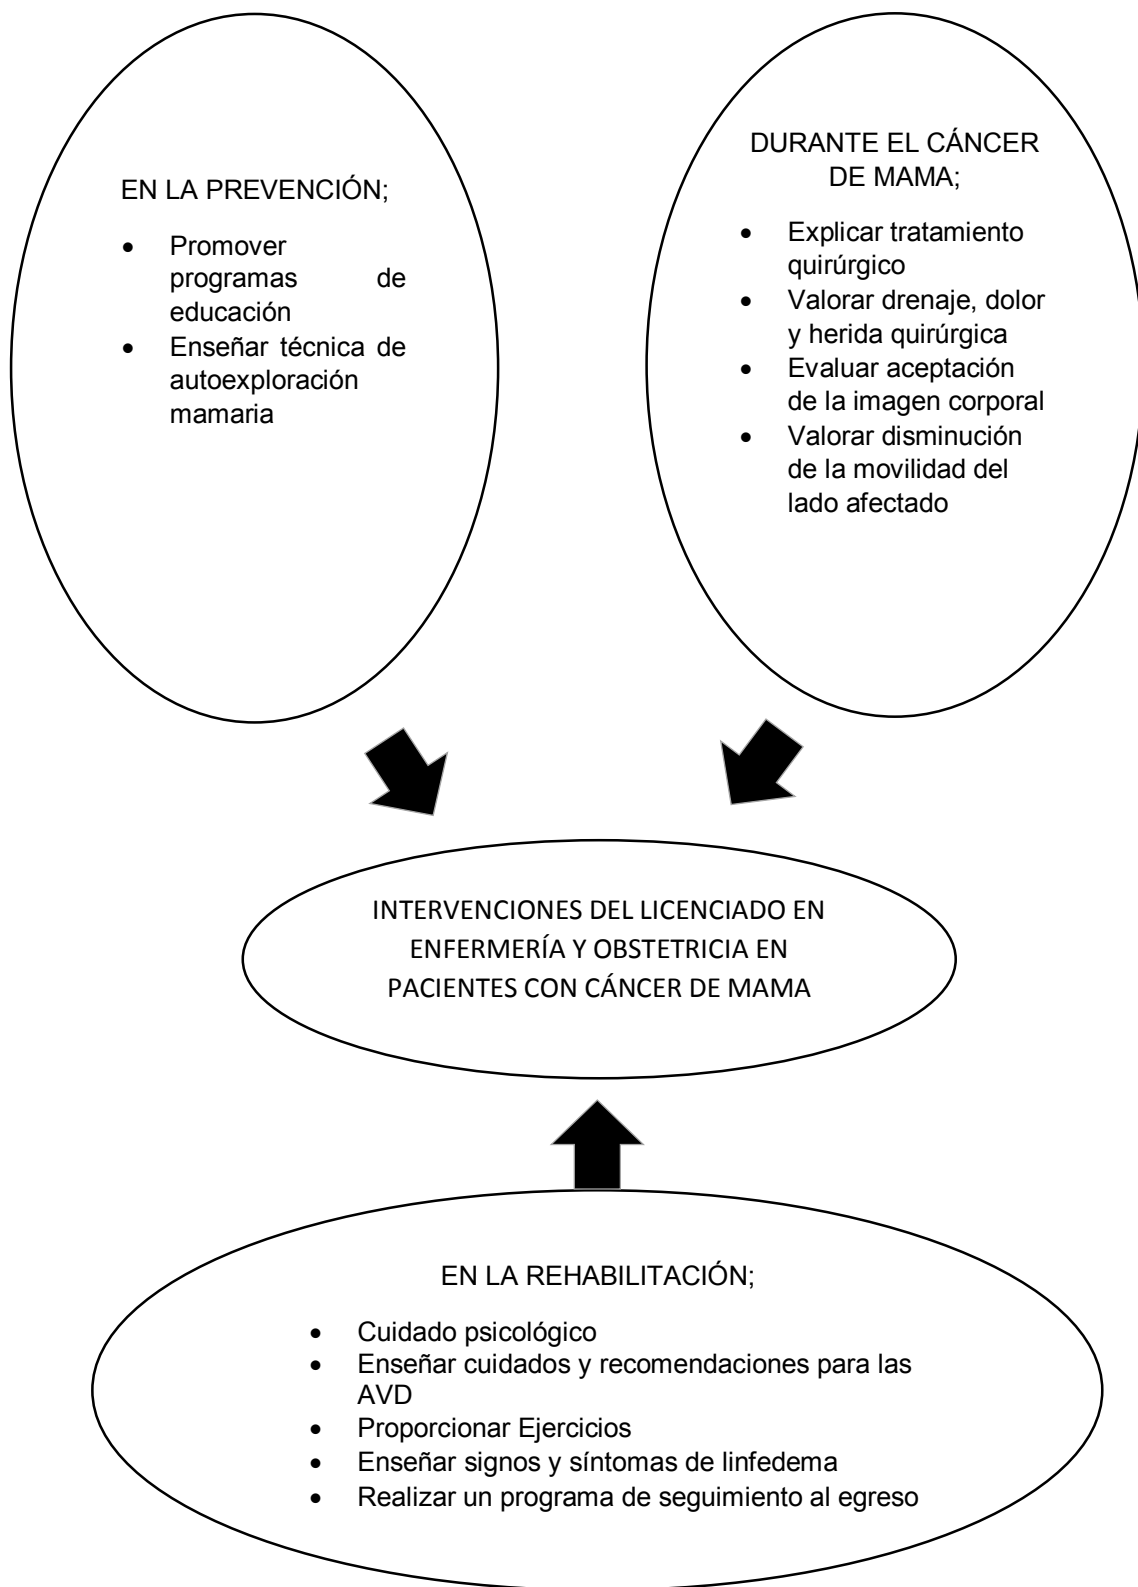 EN LA PREVENCIÓN;
• Promover
programas de
educación
• Enseñar técnica de
autoexploración
mamaria
DURANTE EL CÁNCER
DE MAMA;
• Explicar tratamiento
quirúrgico
• Valorar drenaje, dolor
y herida quirúrgica
• Evaluar aceptación
de la imagen corporal
• Valorar disminución
de la movilidad del
lado afectado
INTERVENCIONES DEL LICENCIADO EN
ENFERMERÍA Y OBSTETRICIA EN
PACIENTES CON CÁNCER DE MAMA
EN LA REHABILITACIÓN;
• Cuidado psicológico
• Enseñar cuidados y recomendaciones para las
AVD
• Proporcionar Ejercicios
• Enseñar signos y síntomas de linfedema
• Realizar un programa de seguimiento al egreso